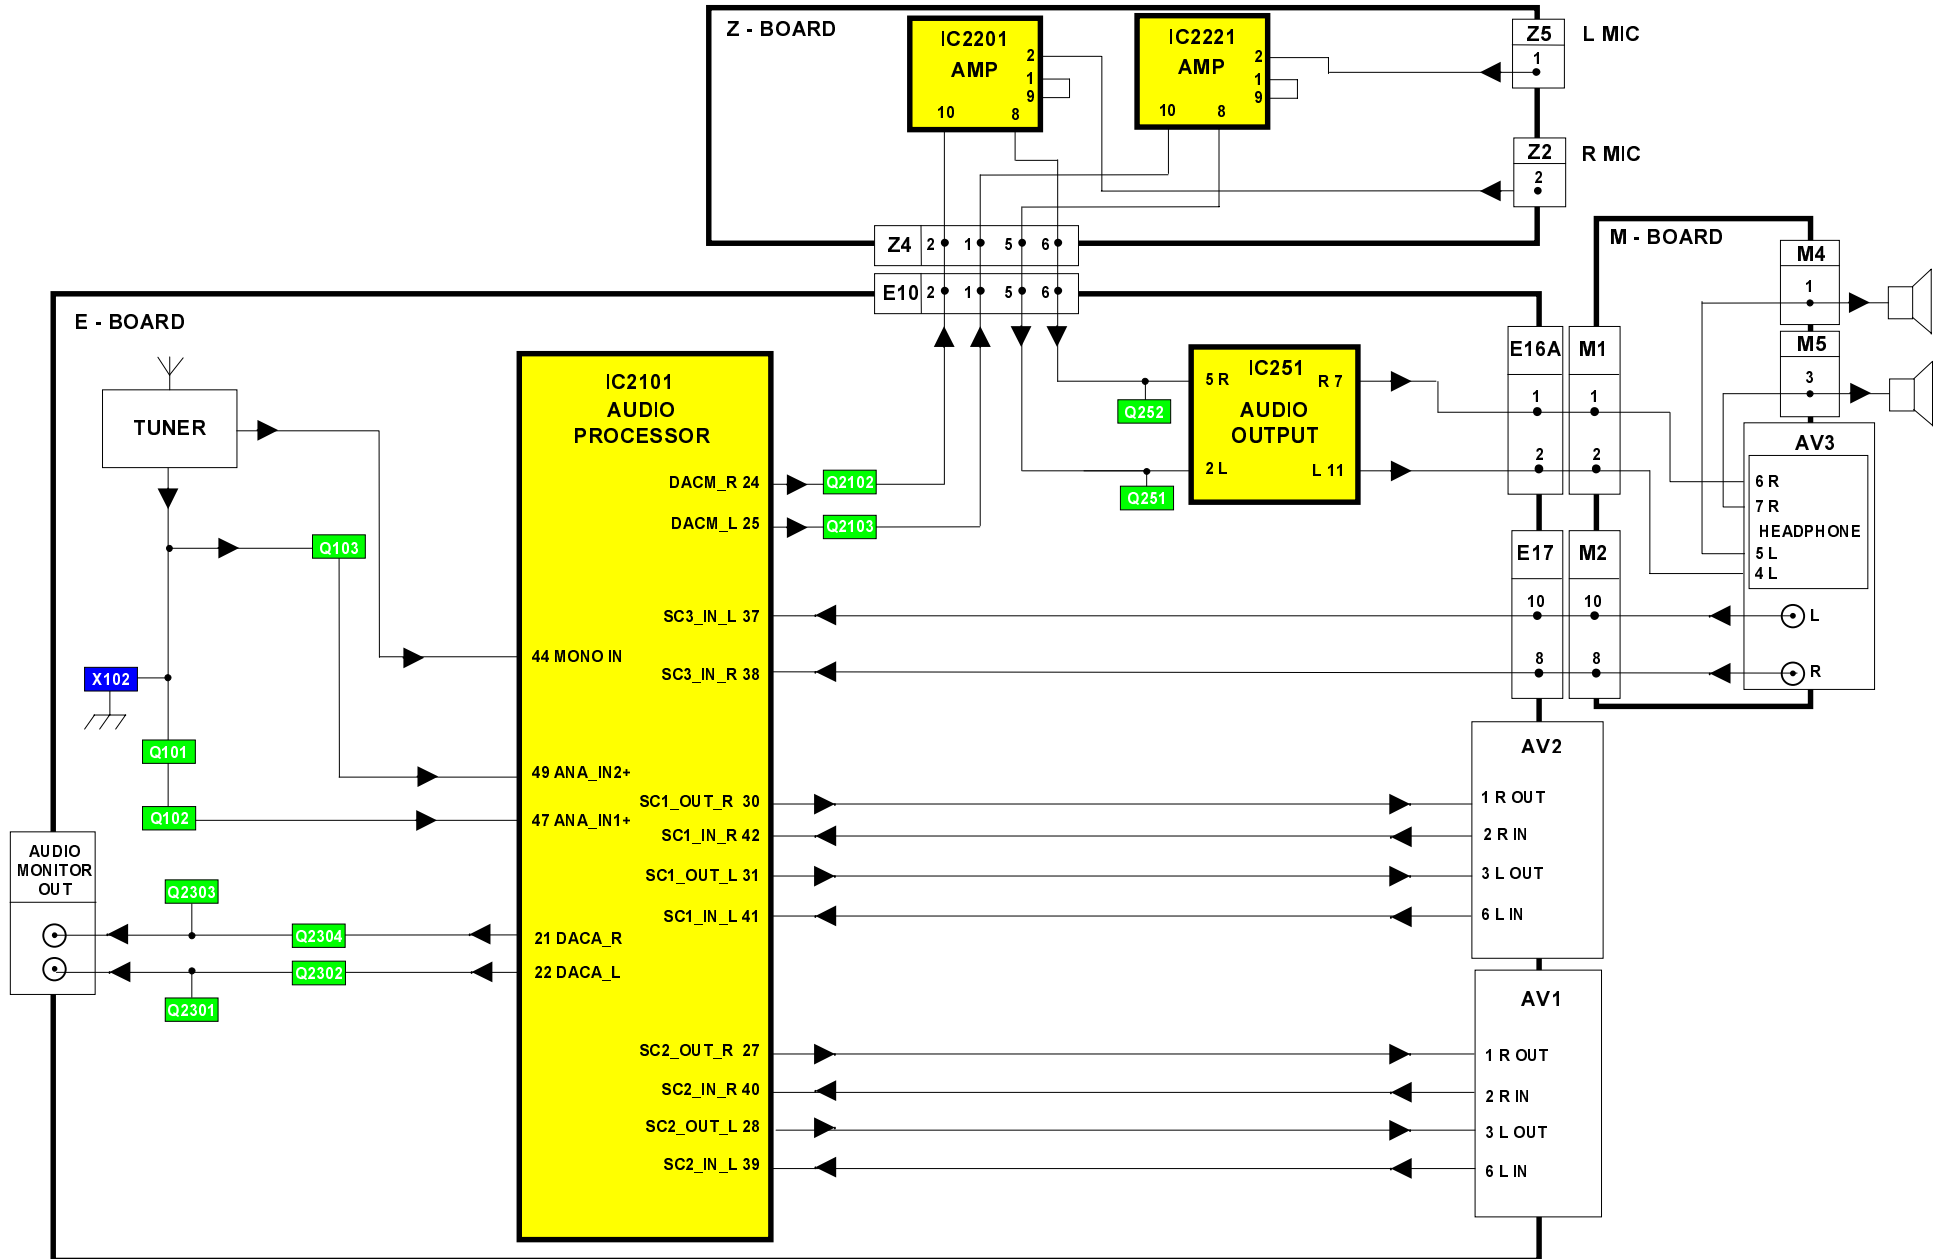 Z - BOARD
IC2201
AMP
2
1
9
10
8
IC2221
AMP
2
1
9
10
8
Z5
1
L MIC
Z2
2
R MIC
Z4 2 1 5 6
E10 2 1 5 6
M - BOARD
M4
1
M5
3
E - BOARD
TUNER
Q103
X102
Q101
Q102
IC2101
AUDIO
PROCESSOR
DACM_R 24
DACM_L 25
SC3_IN_L 37
44 MONO IN
SC3_IN_R 38
49 ANA_IN2+
SC1_OUT_R 30
47 ANA_IN1+
SC1_IN_R 42
SC1_OUT_L 31
SC1_IN_L 41
21 DACA_R
22 DACA_L
SC2_OUT_R 27
SC2_IN_R 40
SC2_OUT_L 28
SC2_IN_L 39
Q2102
Q2103
Q252
Q251
IC251
5 R
R 7
AUDIO
OUTPUT
2 L
L 11
E16A
1
2
M1
1
2
E17
10
8
M2
10
8
AV3
6 R
7 R
HEADPHONE
5 L
4 L
L
R
AV2
1 R OUT
2 R IN
3 L OUT
6 L IN
AV1
1 R OUT
2 R IN
3 L OUT
6 L IN
AUDIO
MONITOR
OUT
Q2303
Q2304
Q2302
Q2301